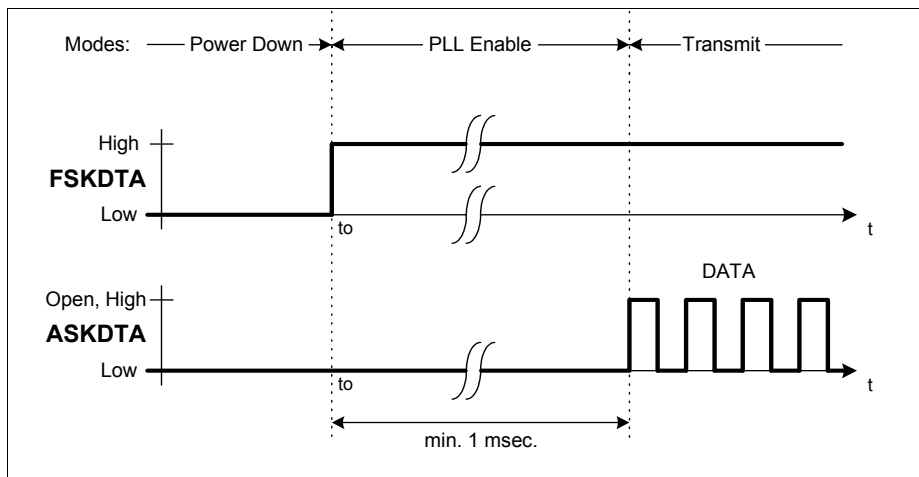 Modes: Power Down PLL Enable Transmit
High
FSKDTA
Low
to
t
DATA
Open, High
ASKDTA
Low
to
t
min. 1 msec.